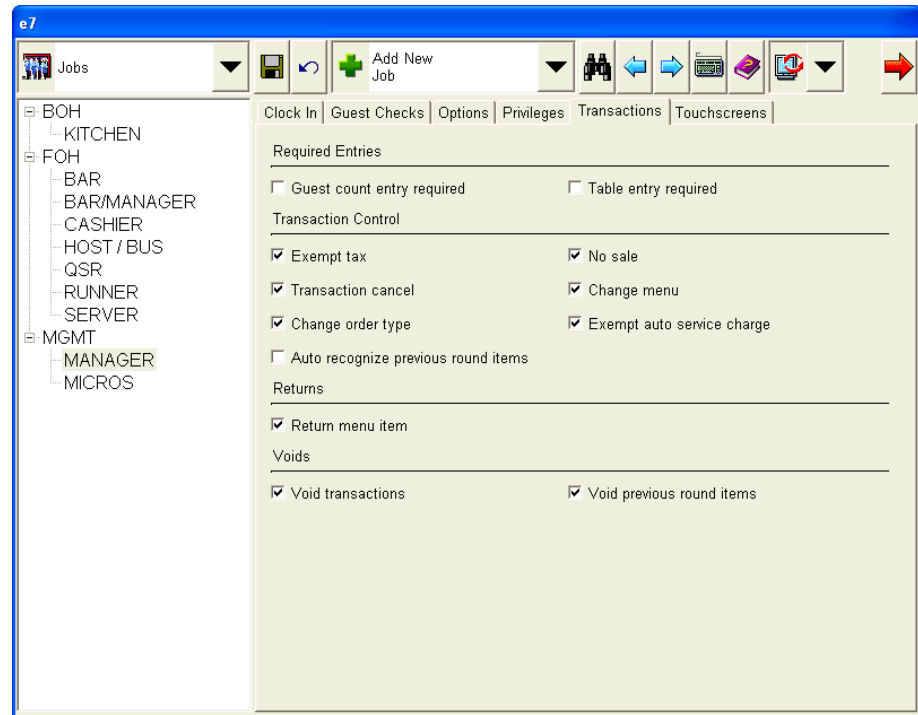 e7
Jobs
Add New
Job
BOH
KITCHEN
FOH
BAR
BAR/MANAGER
CASHIER
HOST / BUS
QSR
RUNNER
SERVER
MGMT
MANAGER
MICROS
Clock In Guest Checks Options Privileges Transactions Touchscreens
Required Entries
Guest count entry required Table entry required
Transaction Control
Exempt tax No sale
Transaction cancel Change menu
Change order type Exempt auto service charge
Auto recognize previous round items
Returns
Return menu item
Voids
Void transactions Void previous round items